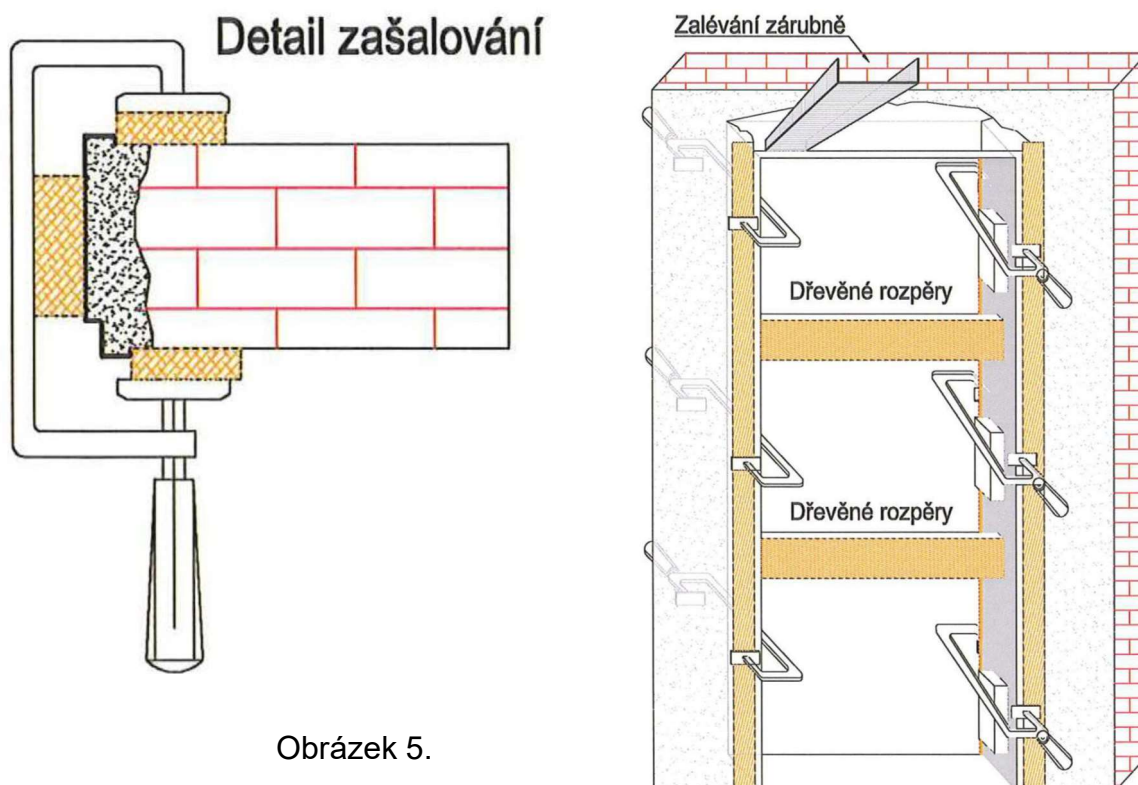 Detail zašalování
Zalévání zárubně
Dřevěné rozpěry
Dřevěné rozpěry
Obrázek 5.